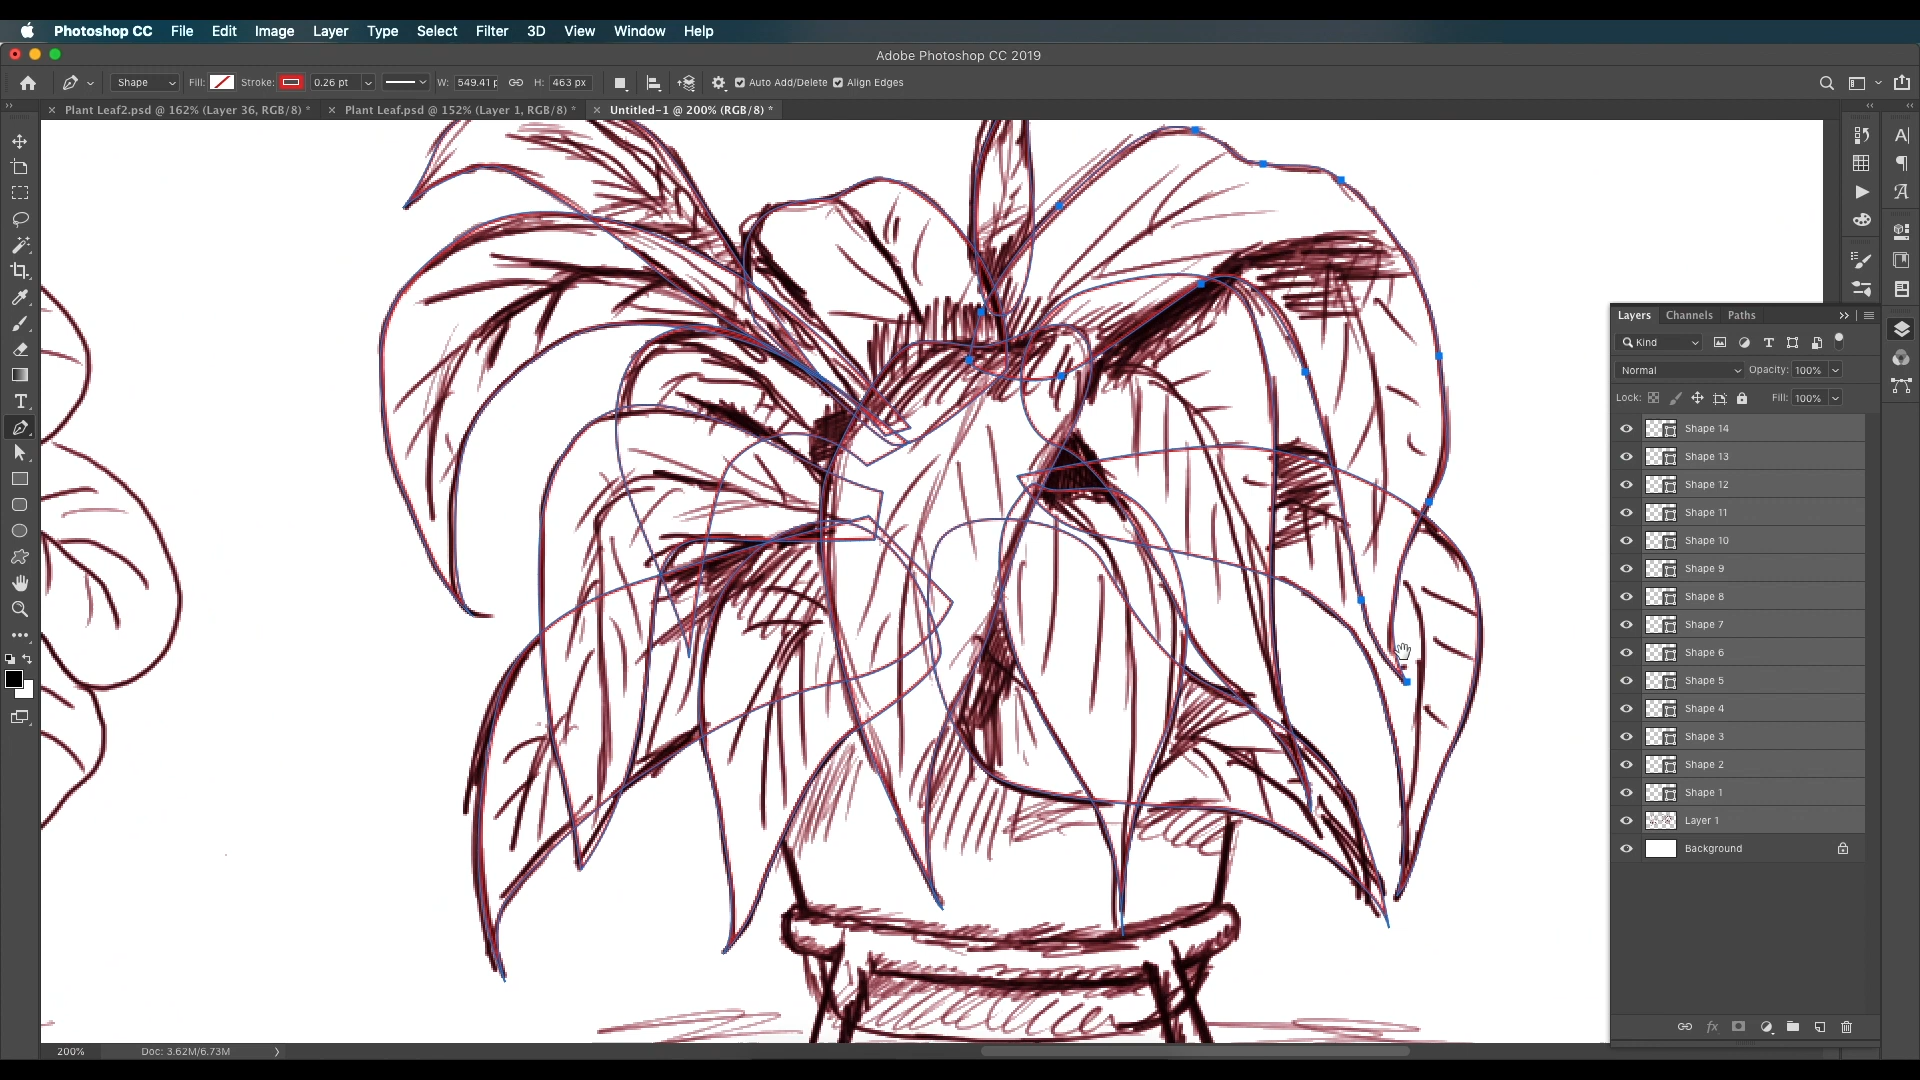 Photoshop CC File Edit Image Layer Type Select Filter 3D View Window Help
Adobe Photoshop CC 2019
Shape Fill: Stroke: 0.26 pt W: 549.41 p H: 463 px Auto Add/Delete Align Edges
Plant Leaf2.psd @ 162% (Layer 36, RGB/8) * Plant Leaf.psd @ 152% (Layer 1, RGB/8) * Untitled-1 @ 200% (RGB/8) *
Layers Channels Paths
Kind
Normal Opacity: 100%
Lock: Fill: 100%
Shape 14
Shape 13
Shape 12
Shape 11
Shape 10
Shape 9
Shape 8
Shape 7
Shape 6
Shape 5
Shape 4
Shape 3
Shape 2
Shape 1
Layer 1
Background
200% Doc: 3.62M/6.73M